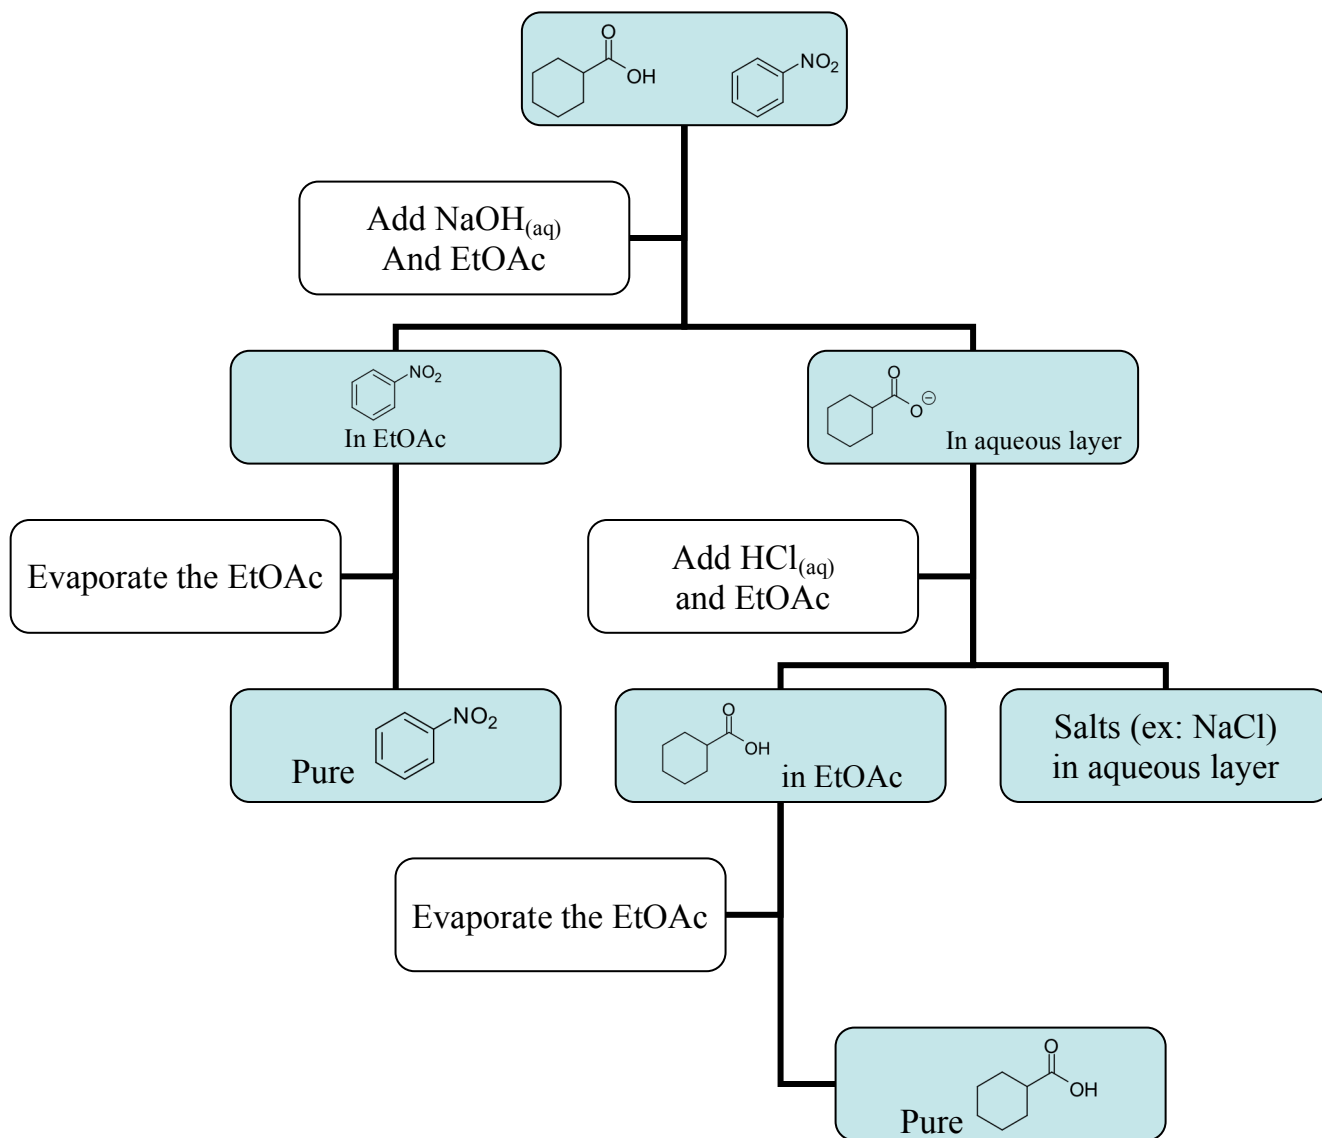 O
OH
NO₂
Add NaOH(aq)
And EtOAc
NO₂
In EtOAc
O
O⊖
In aqueous layer
Evaporate the EtOAc
Add HCl(aq)
and EtOAc
NO₂
Pure
O
OH
in EtOAc
Salts (ex: NaCl)
in aqueous layer
Evaporate the EtOAc
O
OH
Pure